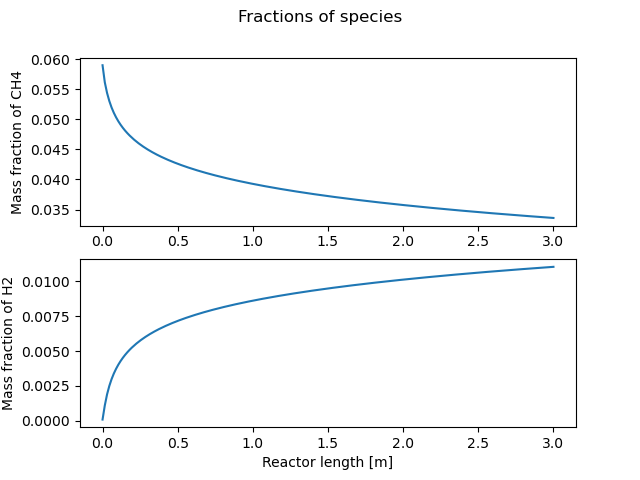 Fractions of species
Mass fraction of CH4
0.060
0.055
0.050
0.045
0.040
0.035
0.0 0.5 1.0 1.5 2.0 2.5 3.0
Mass fraction of H2
0.0100
0.0075
0.0050
0.0025
0.0000
0.0 0.5 1.0 1.5 2.0 2.5 3.0
Reactor length [m]